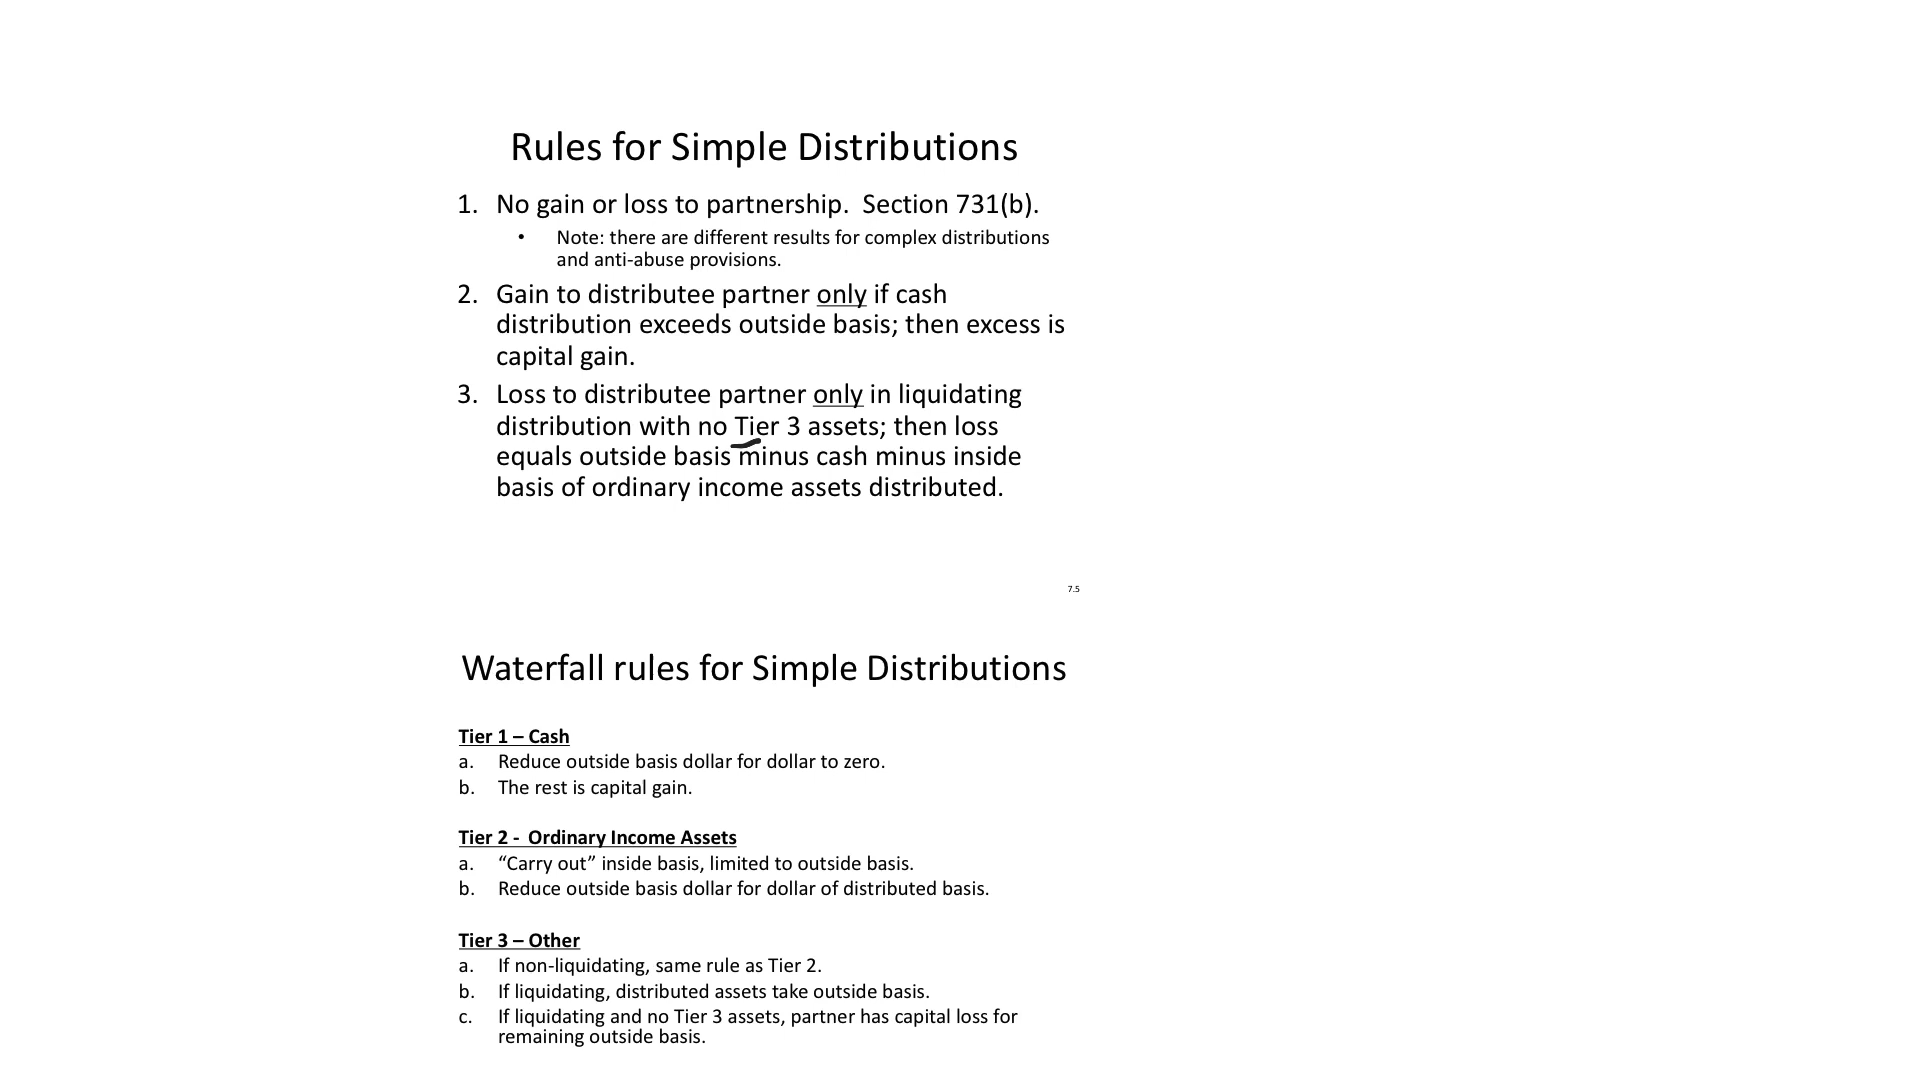 Rules for Simple Distributions
1. No gain or loss to partnership.  Section 731(b).
• Note: there are different results for complex distributions
and anti-abuse provisions.
2. Gain to distributee partner only if cash
distribution exceeds outside basis; then excess is
capital gain.
3. Loss to distributee partner only in liquidating
distribution with no Tier 3 assets; then loss
equals outside basis minus cash minus inside
basis of ordinary income assets distributed.
7.5
Waterfall rules for Simple Distributions
Tier 1 – Cash
a. Reduce outside basis dollar for dollar to zero.
b. The rest is capital gain.
Tier 2 -  Ordinary Income Assets
a. “Carry out” inside basis, limited to outside basis.
b. Reduce outside basis dollar for dollar of distributed basis.
Tier 3 – Other
a. If non-liquidating, same rule as Tier 2.
b. If liquidating, distributed assets take outside basis.
c. If liquidating and no Tier 3 assets, partner has capital loss for
remaining outside basis.